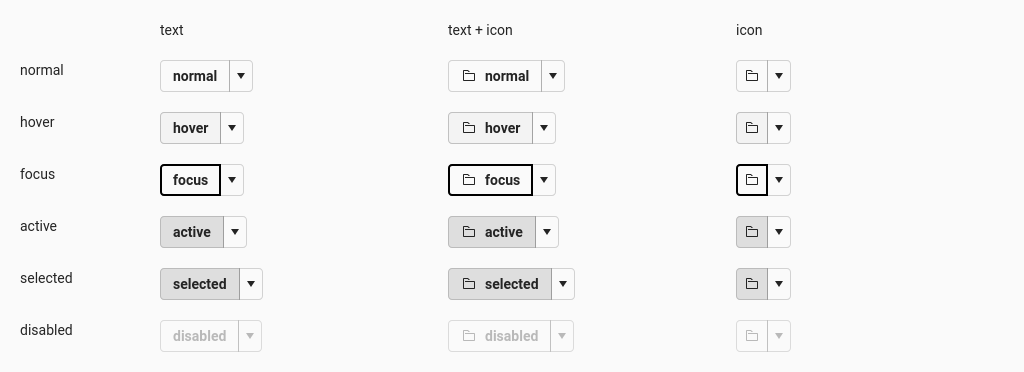 text text + icon icon
normal normal normal
hover hover hover
focus focus focus
active active active
selected selected selected
disabled disabled disabled